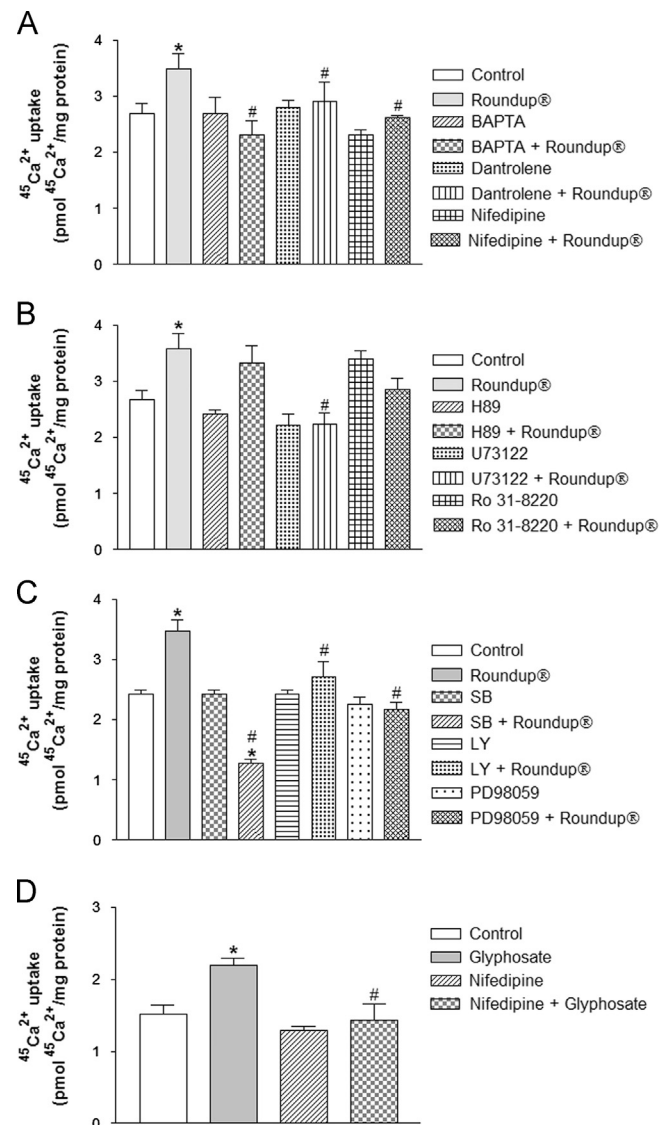 A
⁴⁵Ca²⁺ uptake
(pmol ⁴⁵Ca²⁺/mg protein)
4
3
2
1
0
*
#
#
#
Control
Roundup®
BAPTA
BAPTA + Roundup®
Dantrolene
Dantrolene + Roundup®
Nifedipine
Nifedipine + Roundup®
B
⁴⁵Ca²⁺ uptake
(pmol ⁴⁵Ca²⁺/mg protein)
4
3
2
1
0
*
#
Control
Roundup®
H89
H89 + Roundup®
U73122
U73122 + Roundup®
Ro 31-8220
Ro 31-8220 + Roundup®
C
⁴⁵Ca²⁺ uptake
(pmol ⁴⁵Ca²⁺/mg protein)
4
3
2
1
0
*
#
*
#
#
Control
Roundup®
SB
SB + Roundup®
LY
LY + Roundup®
PD98059
PD98059 + Roundup®
D
⁴⁵Ca²⁺ uptake
(pmol ⁴⁵Ca²⁺/mg protein)
3
2
1
0
*
#
Control
Glyphosate
Nifedipine
Nifedipine + Glyphosate